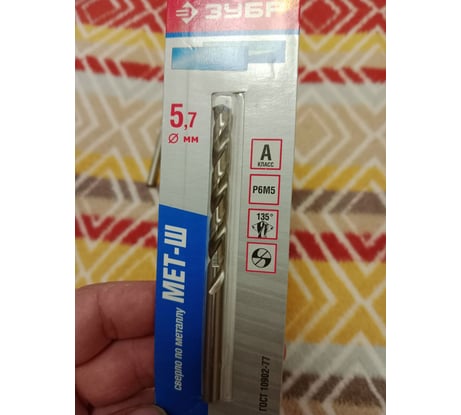 ЗУБР
5,7
Ø мм
А
КЛАСС
Р6М5
135°
МЕТ-Ш
сверло по металлу
ГОСТ 10902-77